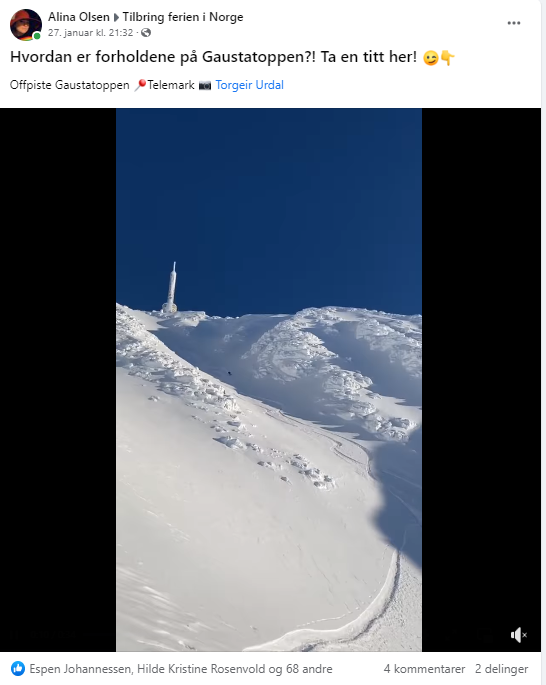 Alina Olsen ▸ Tilbring ferien i Norge
27. januar kl. 21:32 ·
Hvordan er forholdene på Gaustatoppen?! Ta en titt her! 😉👇
Offpiste Gaustatoppen 📍Telemark 📷 Torgeir Urdal
Espen Johannessen, Hilde Kristine Rosenvold og 68 andre 4 kommentarer 2 delinger